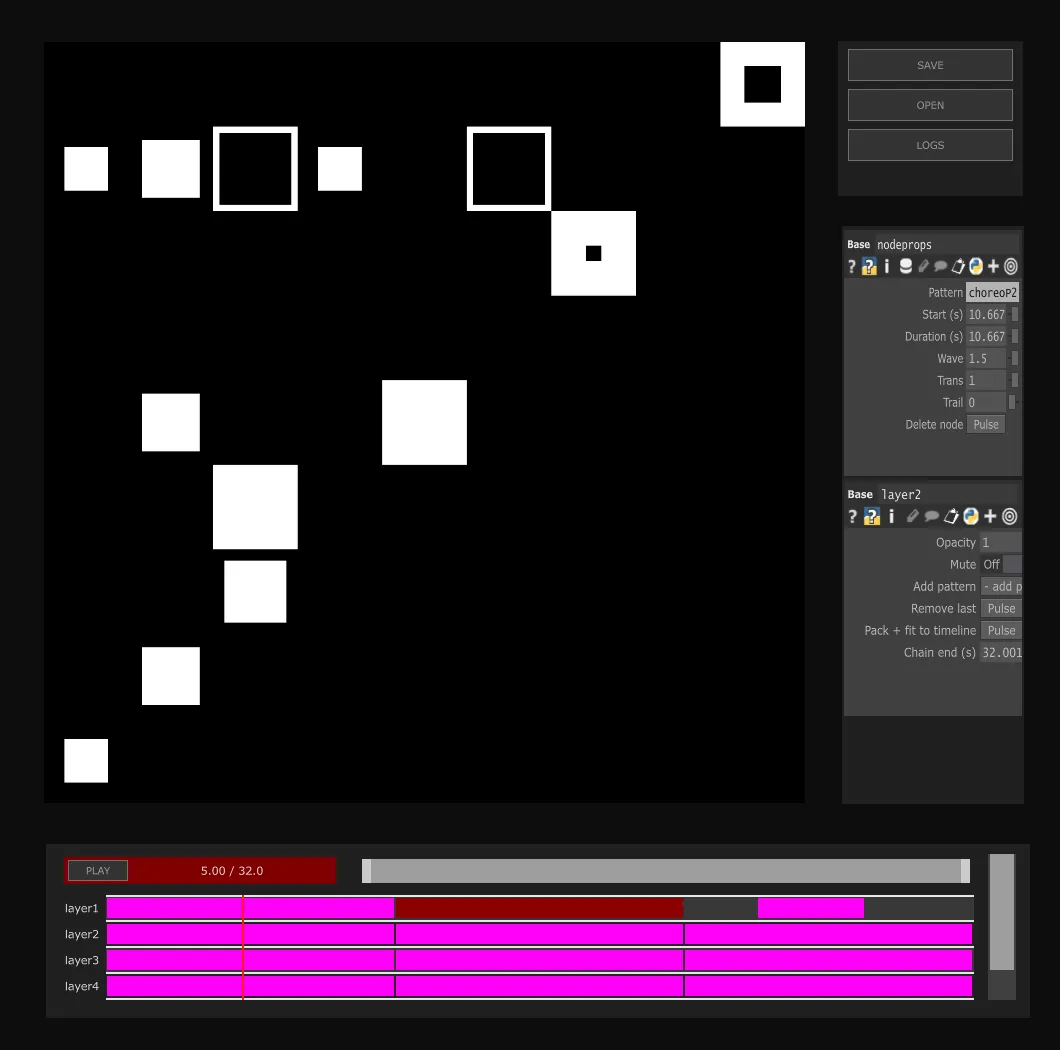 SAVE
OPEN
LOGS
Base nodeprops
Pattern choreoP2
Start (s) 10.667
Duration (s) 10.667
Wave 1.5
Trans 1
Trail 0
Delete node Pulse
Base layer2
Opacity 1
Mute Off
Add pattern - add p
Remove last Pulse
Pack + fit to timeline Pulse
Chain end (s) 32.001
PLAY 5.00 / 32.0
layer1
layer2
layer3
layer4